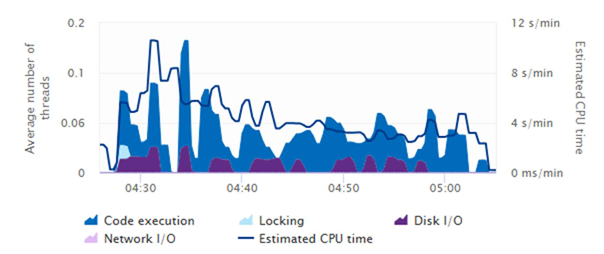 0.2
0.1
0.06
0
Average number of
threads
12 s/min
8 s/min
4 s/min
0 ms/min
Estimated CPU time
04:30
04:40
04:50
05:00
Code execution
Locking
Disk I/O
Network I/O
Estimated CPU time